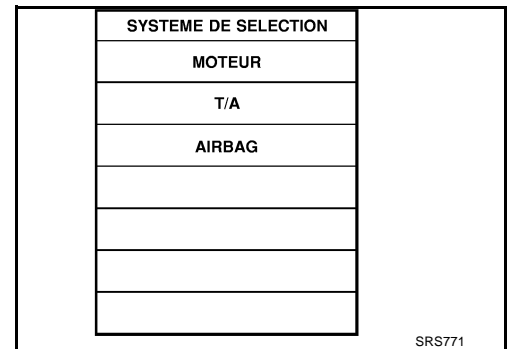 SYSTEME DE SELECTION
MOTEUR
T/A
AIRBAG
SRS771